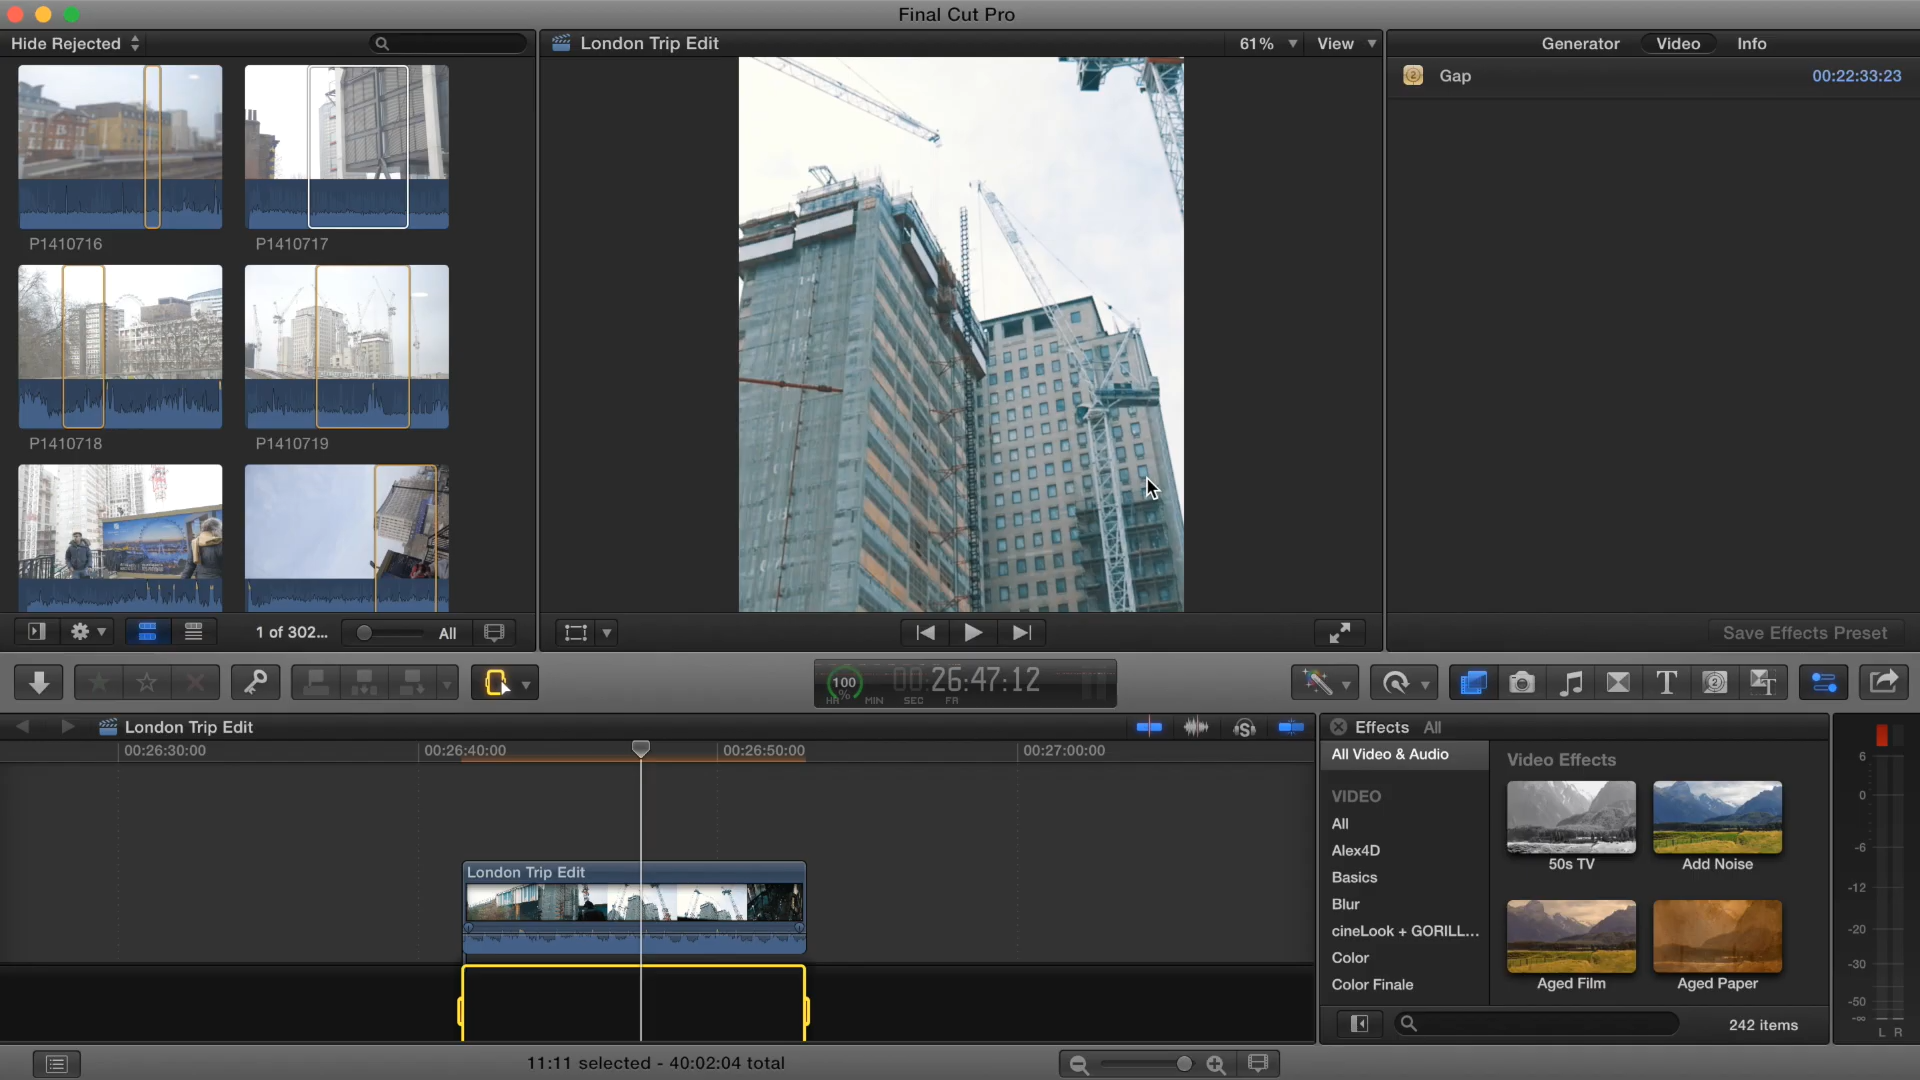 Final Cut Pro
Hide Rejected
London Trip Edit
61%
View
Generator
Video
Info
Gap
00:22:33:23
P1410716
P1410717
P1410718
P1410719
1 of 302...
All
Save Effects Preset
100
%
00:26:47:12
HR
MIN
SEC
FR
London Trip Edit
00:26:30:00
00:26:40:00
00:26:50:00
00:27:00:00
London Trip Edit
11:11 selected - 40:02:04 total
Effects
All
All Video & Audio
VIDEO
All
Alex4D
Basics
Blur
cineLook + GORILL...
Color
Color Finale
Video Effects
50s TV
Add Noise
Aged Film
Aged Paper
242 items
6
0
-6
-12
-20
-30
-50
-∞
L R